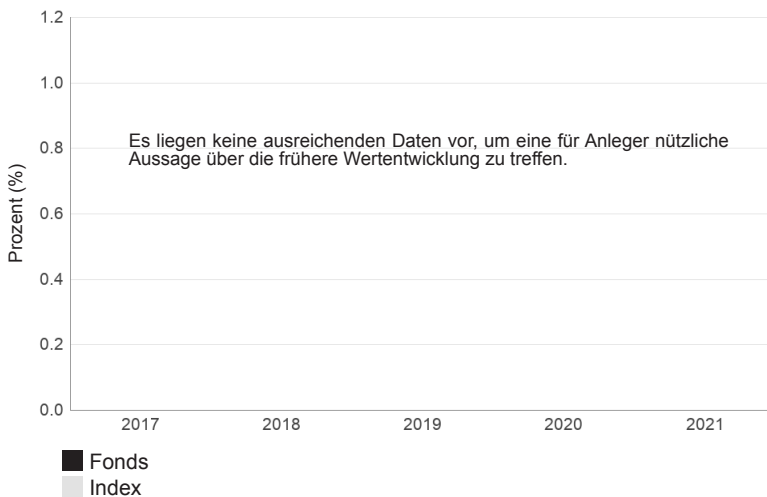 1.2
1.0
Es liegen keine ausreichenden Daten vor, um eine für Anleger nützliche
0.8
Aussage über die frühere Wertentwicklung zu treffen.
Prozent (%)
0.6
0.4
0.2
0.0
2017 2018 2019 2020 2021
Fonds
Index